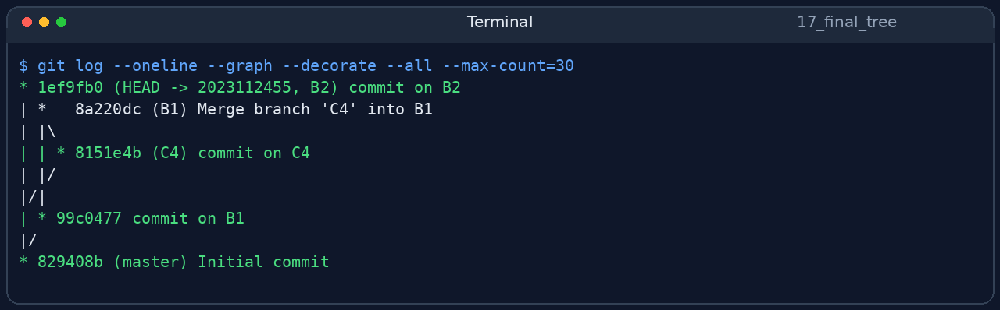 Terminal
17_final_tree
$ git log --oneline --graph --decorate --all --max-count=30
* 1ef9fb0 (HEAD -> 2023112455, B2) commit on B2
| *   8a220dc (B1) Merge branch 'C4' into B1
| |\
| | * 8151e4b (C4) commit on C4
| |/
|/|
| * 99c0477 commit on B1
|/
* 829408b (master) Initial commit